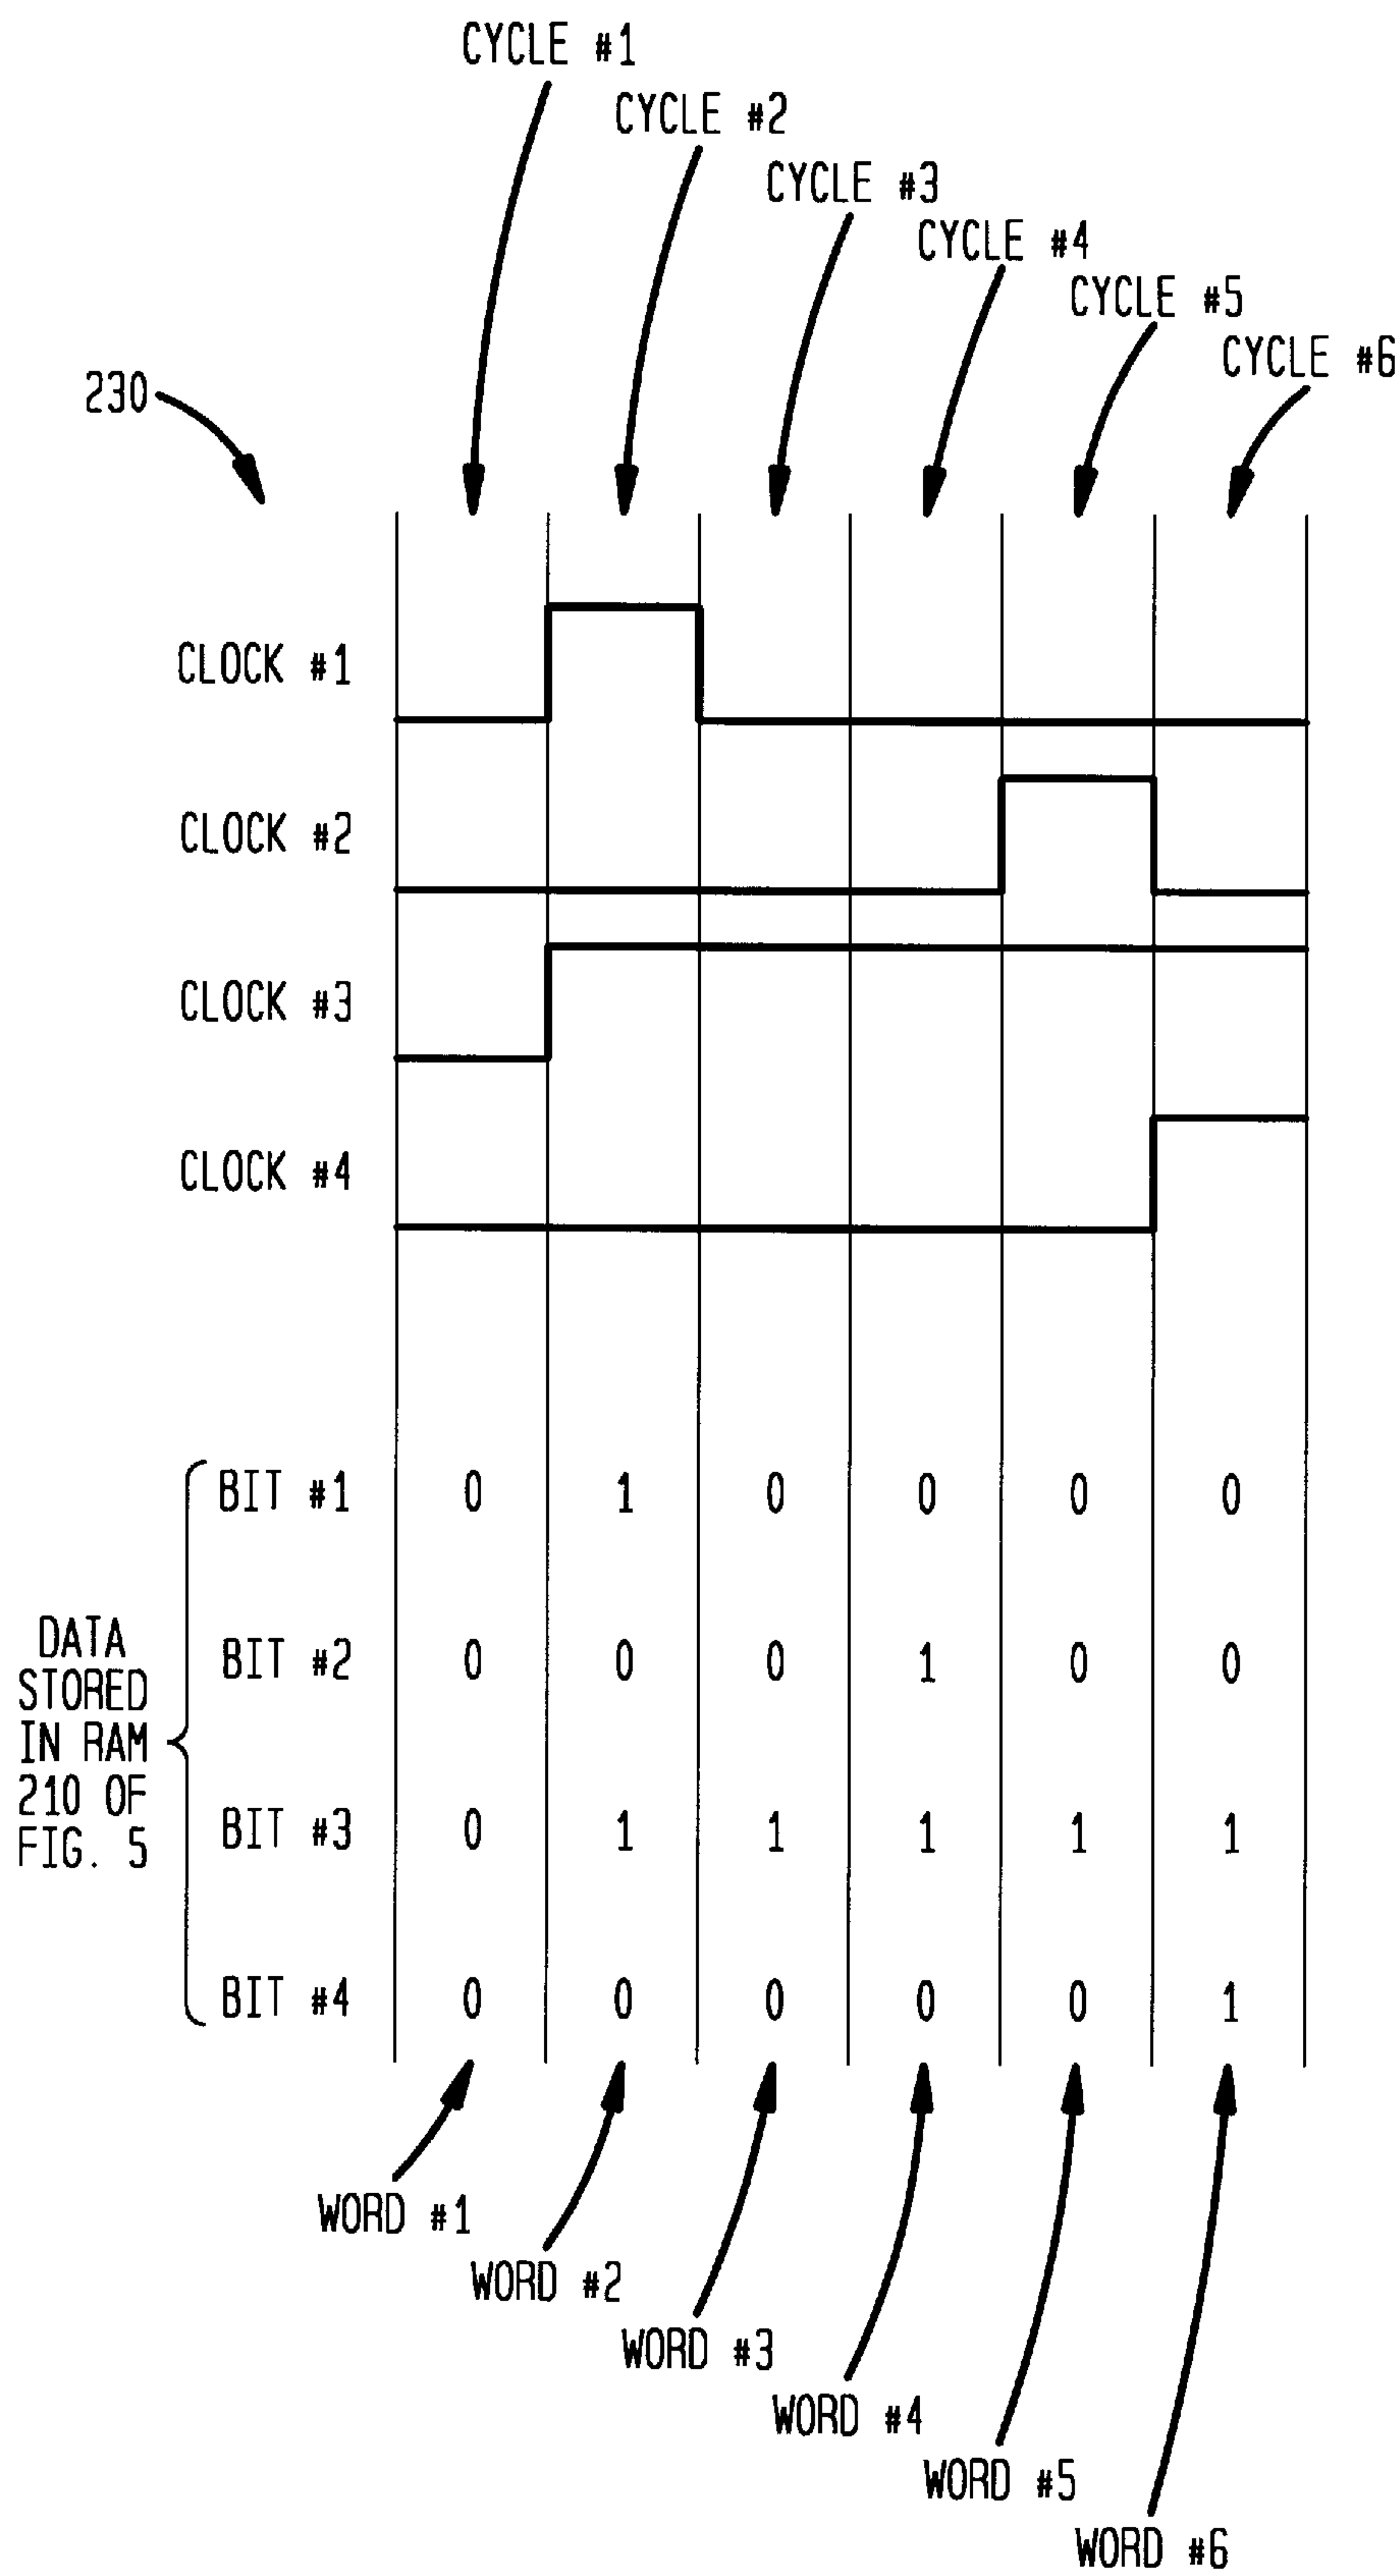 CYCLE #1
CYCLE #2
CYCLE #3
CYCLE #4
CYCLE #5
CYCLE #6
230
CLOCK #1
CLOCK #2
CLOCK #3
CLOCK #4
BIT #1 0 1 0 0 0 0
BIT #2 0 0 0 1 0 0
BIT #3 0 1 1 1 1 1
BIT #4 0 0 0 0 0 1
DATA
STORED
IN RAM
210 OF
FIG. 5
WORD #1
WORD #2
WORD #3
WORD #4
WORD #5
WORD #6